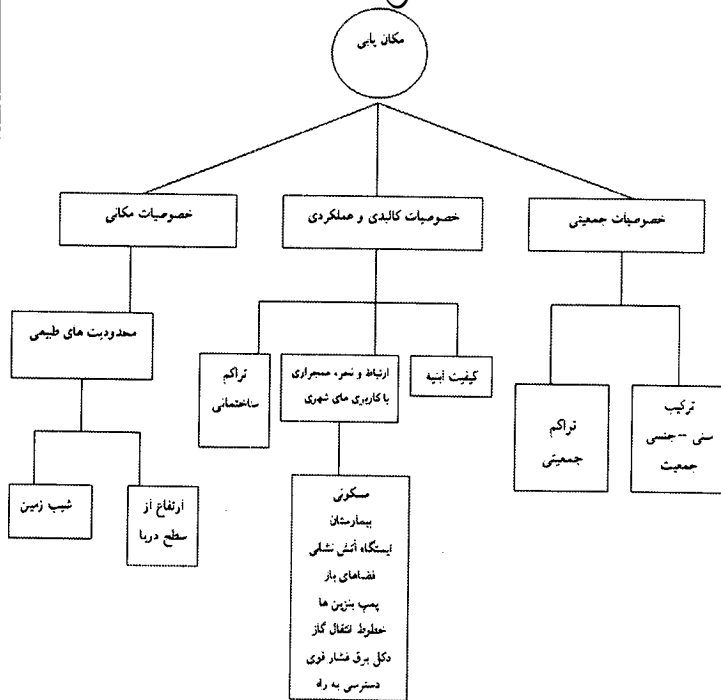 مکان یابی
خصوصیات جمعیتی
خصوصیات کالبدی و عملکردی
خصوصیات مکانی
ترکیب
سنی - جنسی
جمعیت
تراکم
جمعیتی
کیفیت ابنیه
ارتباط و نحره همجراری
با کاربری های شهری
تراکم
ساختمانی
محدودیت های طبیعی
ارتفاع از
سطح دریا
شیب زمین
مسکونی
بیمارستان
ایستگاه آتش نشانی
فضاهای باز
پمپ بنزین ها
خطوط انتقال گاز
دکل برق فشار قوی
دسترسی به راه